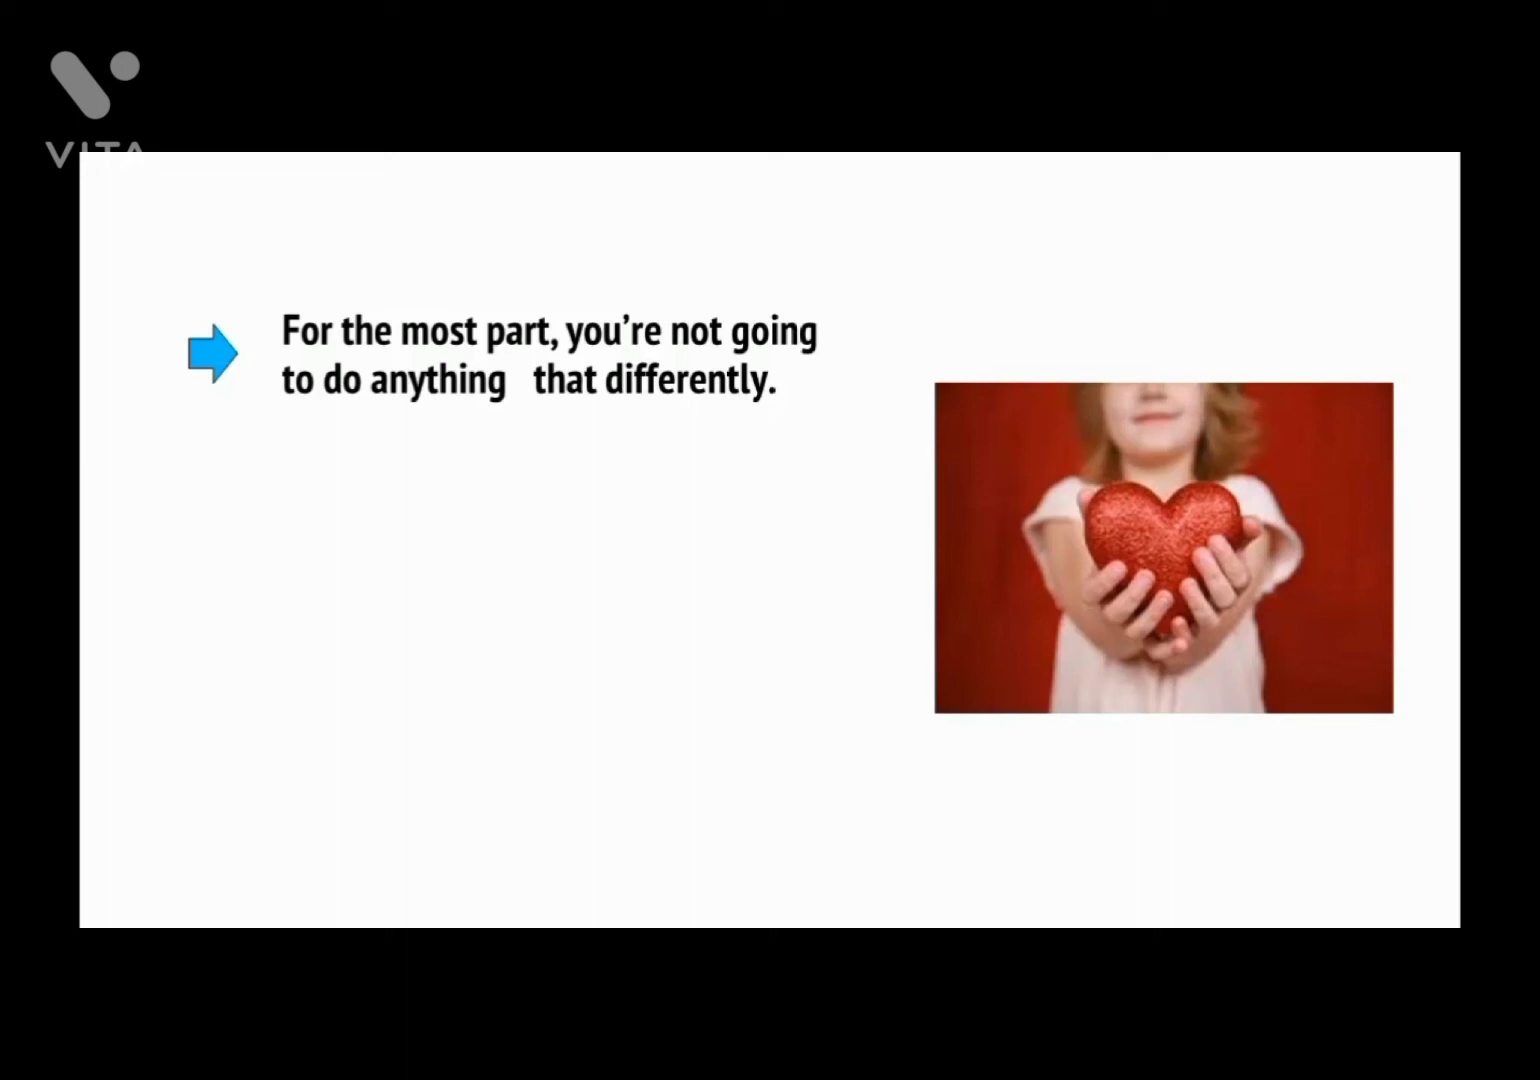 VITA
For the most part, you’re not going
to do anything that differently.